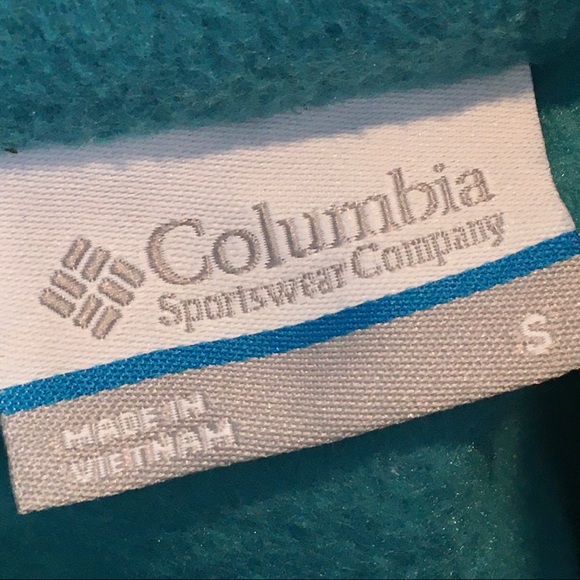 Columbia
Sportswear Company
S
MADE IN
VIETNAM